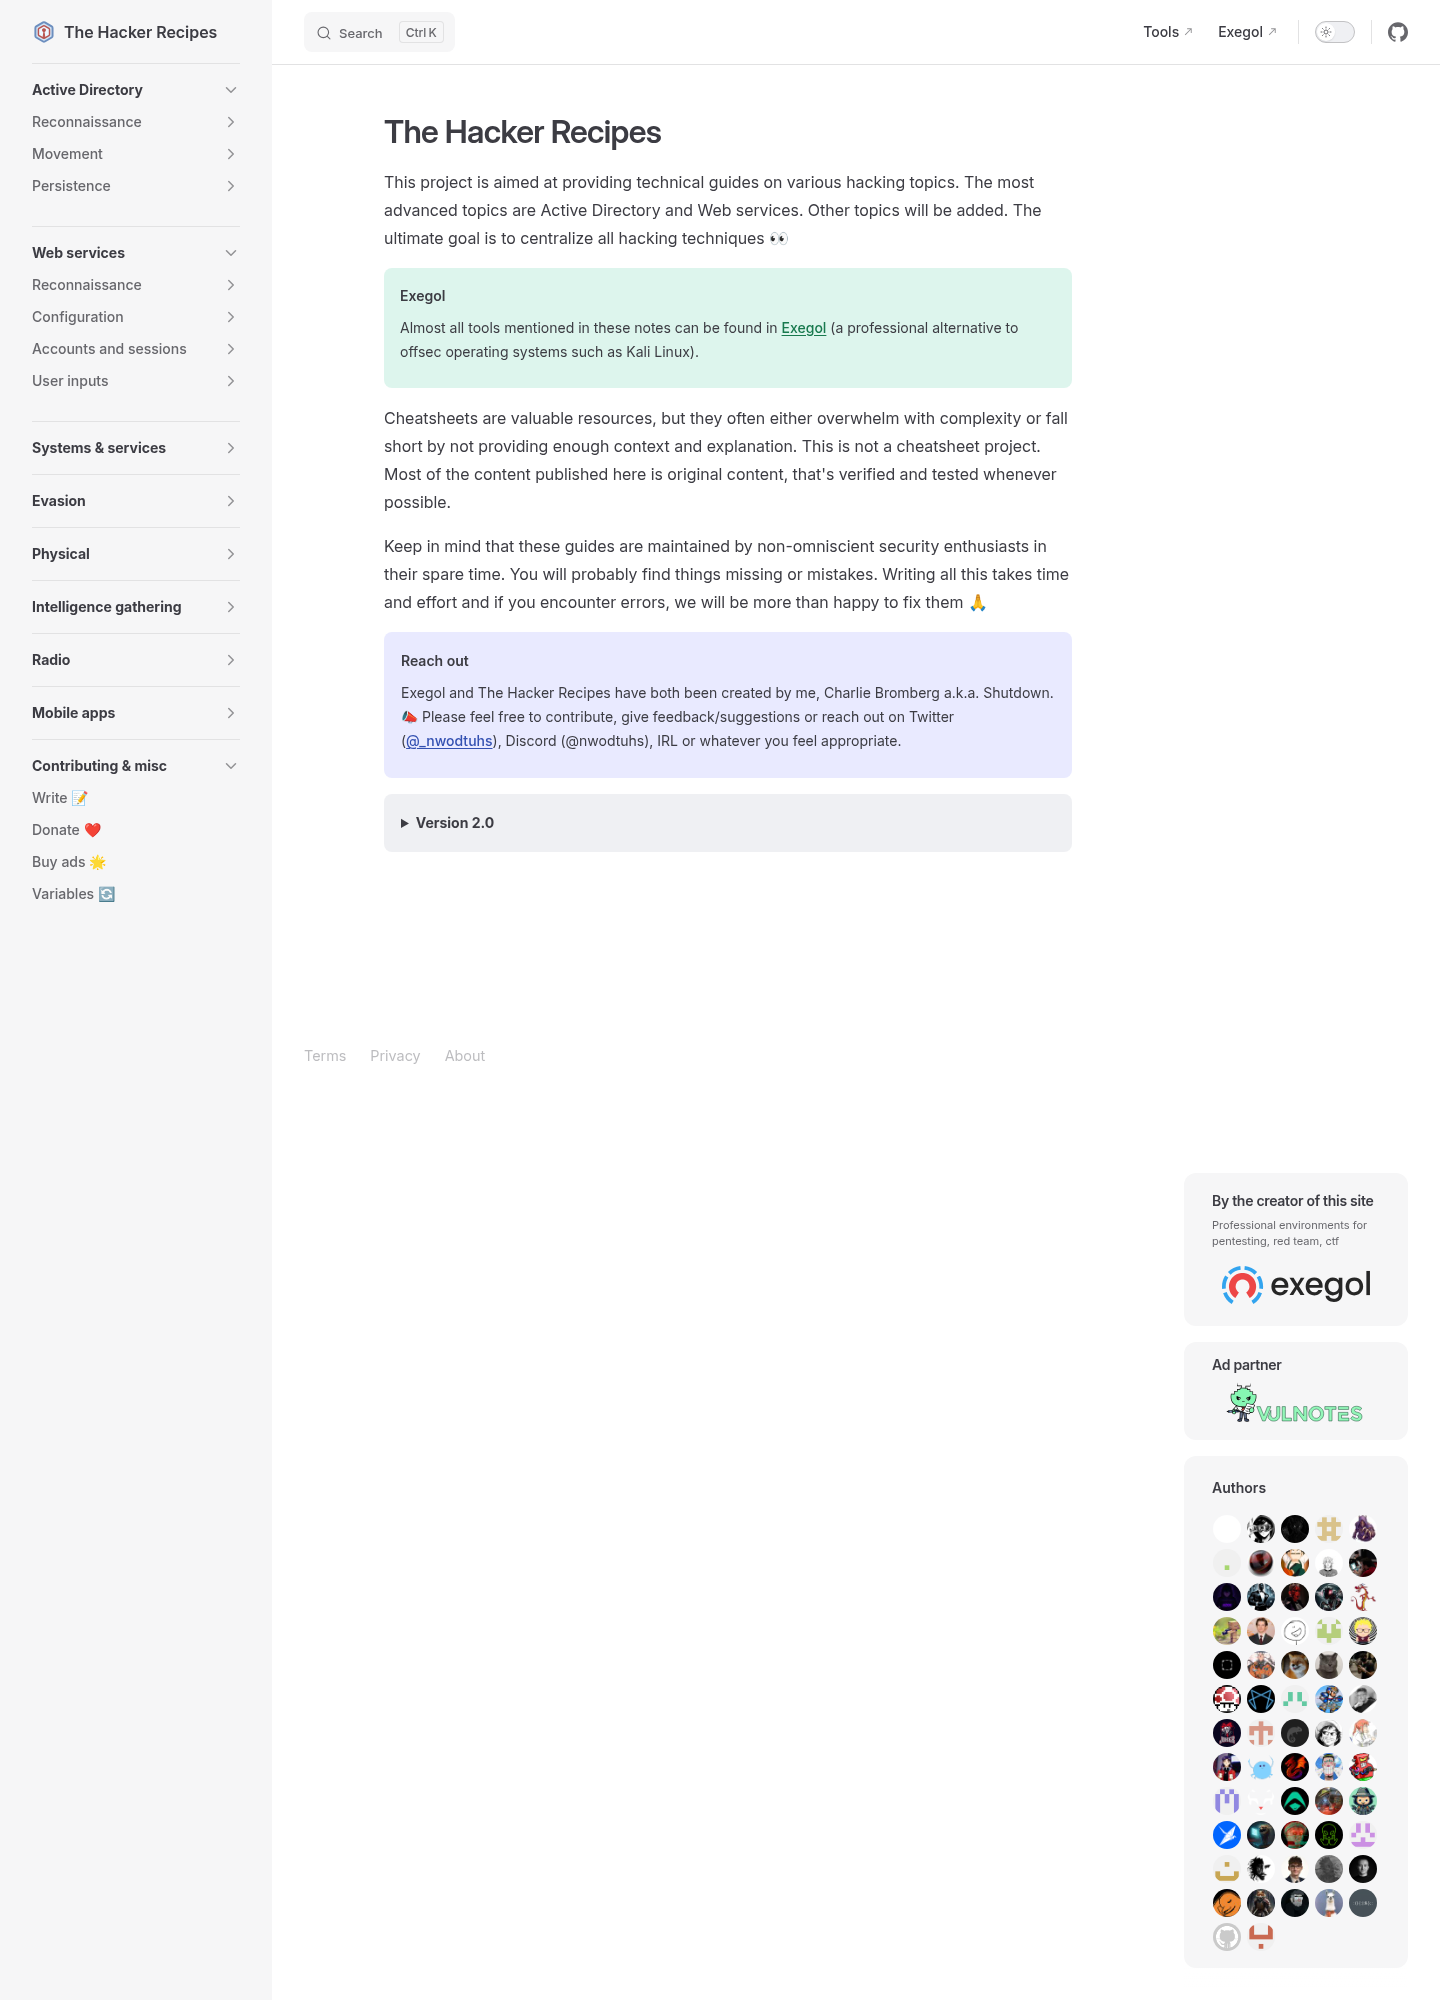 The Hacker Recipes
Active Directory
Reconnaissance
Movement
Persistence
Web services
Reconnaissance
Configuration
Accounts and sessions
User inputs
Systems & services
Evasion
Physical
Intelligence gathering
Radio
Mobile apps
Contributing & misc
Write 📝
Donate ❤️
Buy ads 🌟
Variables 🔄
Search Ctrl K
Tools Exegol
The Hacker Recipes
This project is aimed at providing technical guides on various hacking topics. The most
advanced topics are Active Directory and Web services. Other topics will be added. The
ultimate goal is to centralize all hacking techniques 👀
Exegol
Almost all tools mentioned in these notes can be found in Exegol (a professional alternative to
offsec operating systems such as Kali Linux).
Cheatsheets are valuable resources, but they often either overwhelm with complexity or fall
short by not providing enough context and explanation. This is not a cheatsheet project.
Most of the content published here is original content, that's verified and tested whenever
possible.
Keep in mind that these guides are maintained by non-omniscient security enthusiasts in
their spare time. You will probably find things missing or mistakes. Writing all this takes time
and effort and if you encounter errors, we will be more than happy to fix them 🙏
Reach out
Exegol and The Hacker Recipes have both been created by me, Charlie Bromberg a.k.a. Shutdown.
📣 Please feel free to contribute, give feedback/suggestions or reach out on Twitter
(@_nwodtuhs), Discord (@nwodtuhs), IRL or whatever you feel appropriate.
Version 2.0
Terms Privacy About
By the creator of this site
Professional environments for
pentesting, red team, ctf
exegol
Ad partner
VULNOTES
Authors